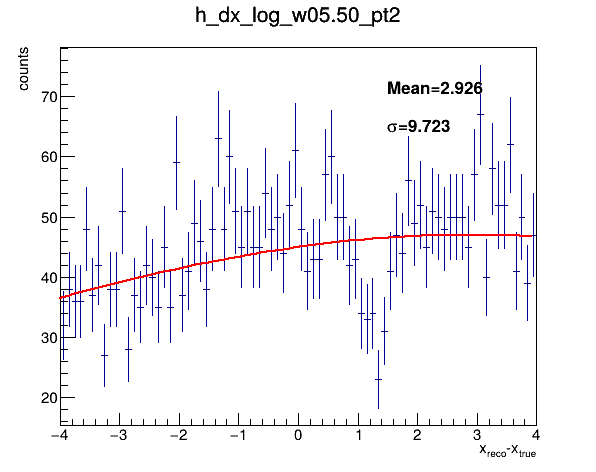 h_dx_log_w05.50_pt2
counts
Mean=2.926
σ=9.723
70
60
50
40
30
20
−4 −3 −2 −1 0 1 2 3 4
x_reco-x_true